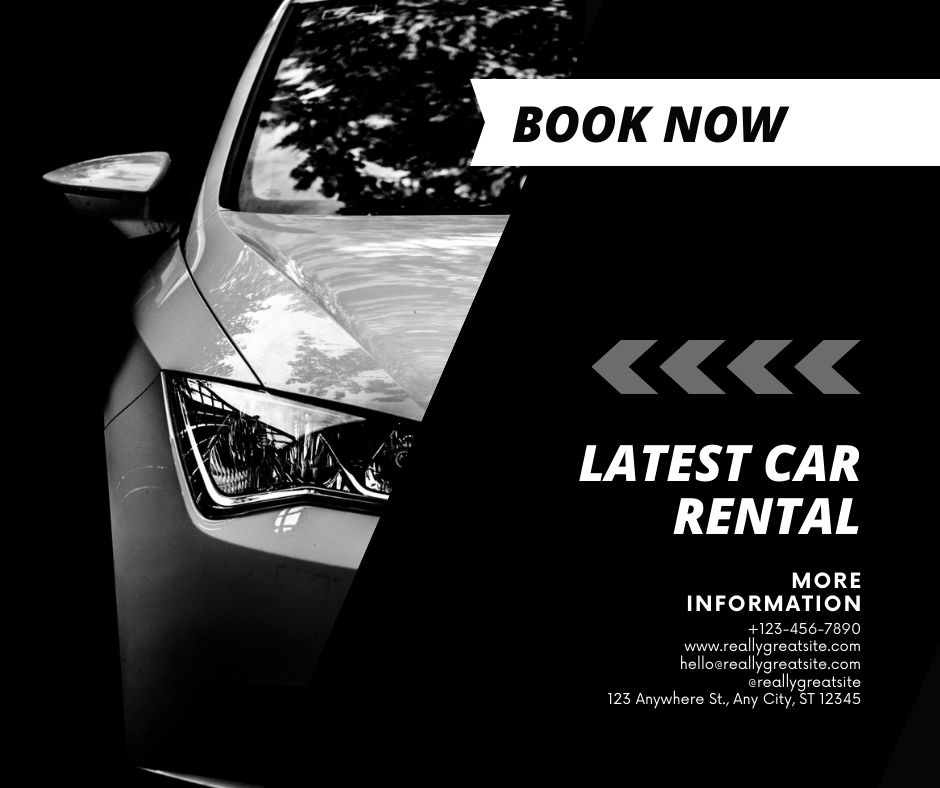 BOOK NOW
LATEST CAR
RENTAL
MORE
INFORMATION
+123-456-7890
www.reallygreatsite.com
hello@reallygreatsite.com
@reallygreatsite
123 Anywhere St., Any City, ST 12345